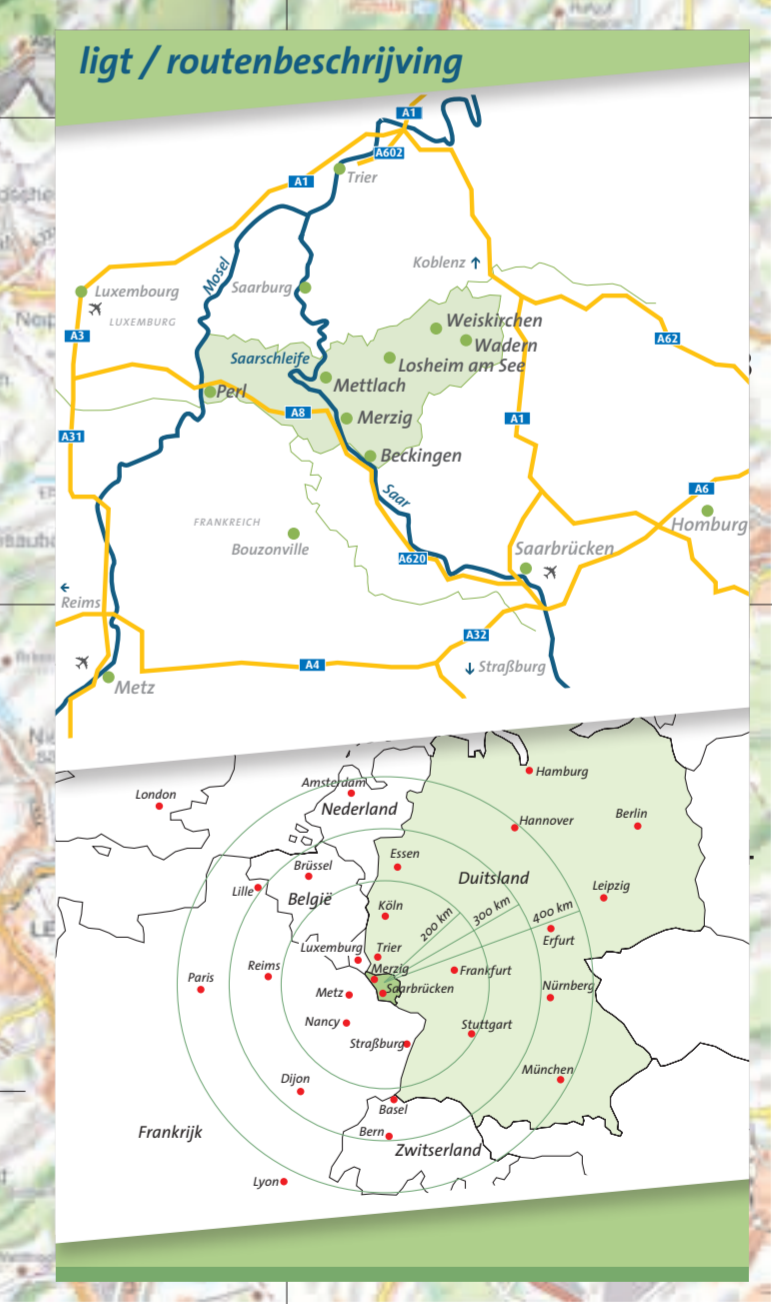 ligt / routenbeschrijving
A1
A602
Trier
A1
Koblenz ↑
Mosel
Saarburg
Luxembourg
LUXEMBURG
A3
Weiskirchen
Wadern
A62
Saarschleife
Losheim am See
Mettlach
Perl
A8
Merzig
A1
A31
Beckingen
Saar
A6
FRANKREICH
Homburg
Bouzonville
Saarbrücken
A620
←
Reims
A32
A4
↓ Straßburg
Metz
Hamburg
Amsterdam
London
Nederland
Berlin
Hannover
Essen
Brüssel
Duitsland
Lille
Leipzig
België
Köln
200 km
300 km
400 km
Erfurt
Luxemburg
Trier
Reims
Merzig
Frankfurt
Paris
Metz
Saarbrücken
Nürnberg
Nancy
Stuttgart
Straßburg
München
Dijon
Basel
Frankrijk
Bern
Zwitserland
Lyon